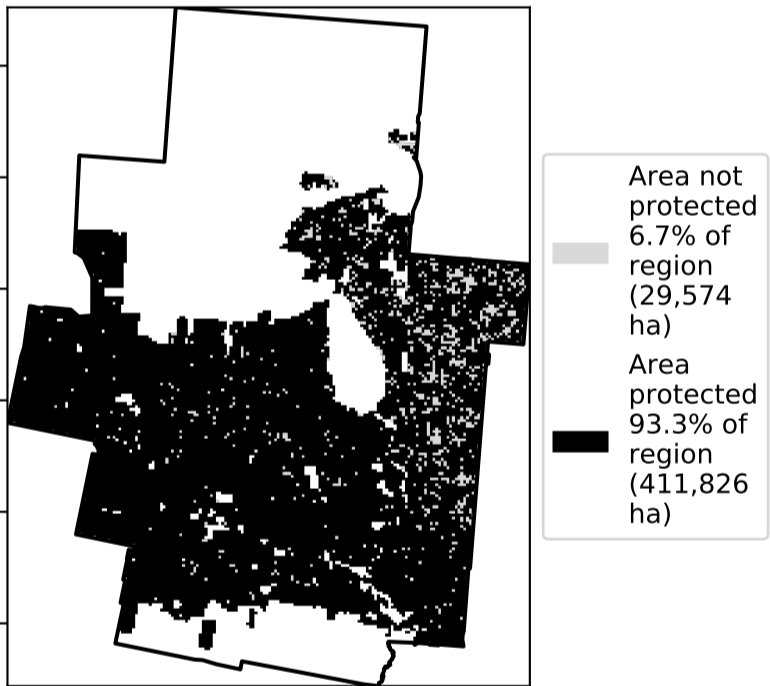 Area not
protected
6.7% of
region
(29,574
ha)
Area
protected
93.3% of
region
(411,826
ha)